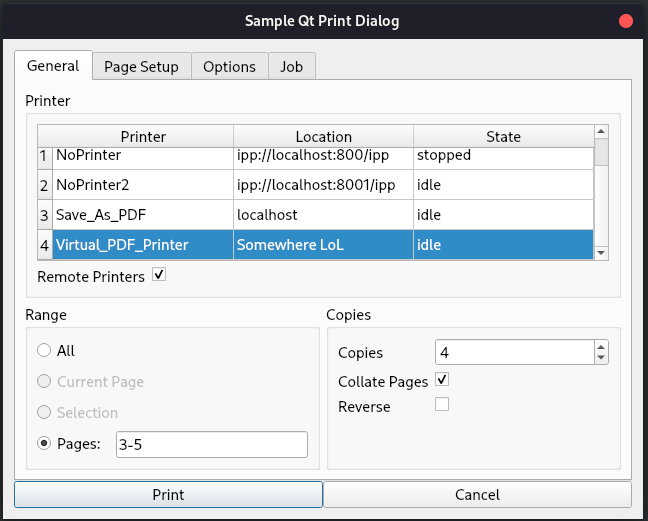 Sample Qt Print Dialog
General Page Setup Options Job
Printer
Printer Location State
1 NoPrinter ipp://localhost:800/ipp stopped
2 NoPrinter2 ipp://localhost:8001/ipp idle
3 Save_As_PDF localhost idle
4 Virtual_PDF_Printer Somewhere LoL idle
Remote Printers
Range Copies
All
Copies 4
Current Page
Collate Pages
Selection
Reverse
Pages: 3-5
Print Cancel